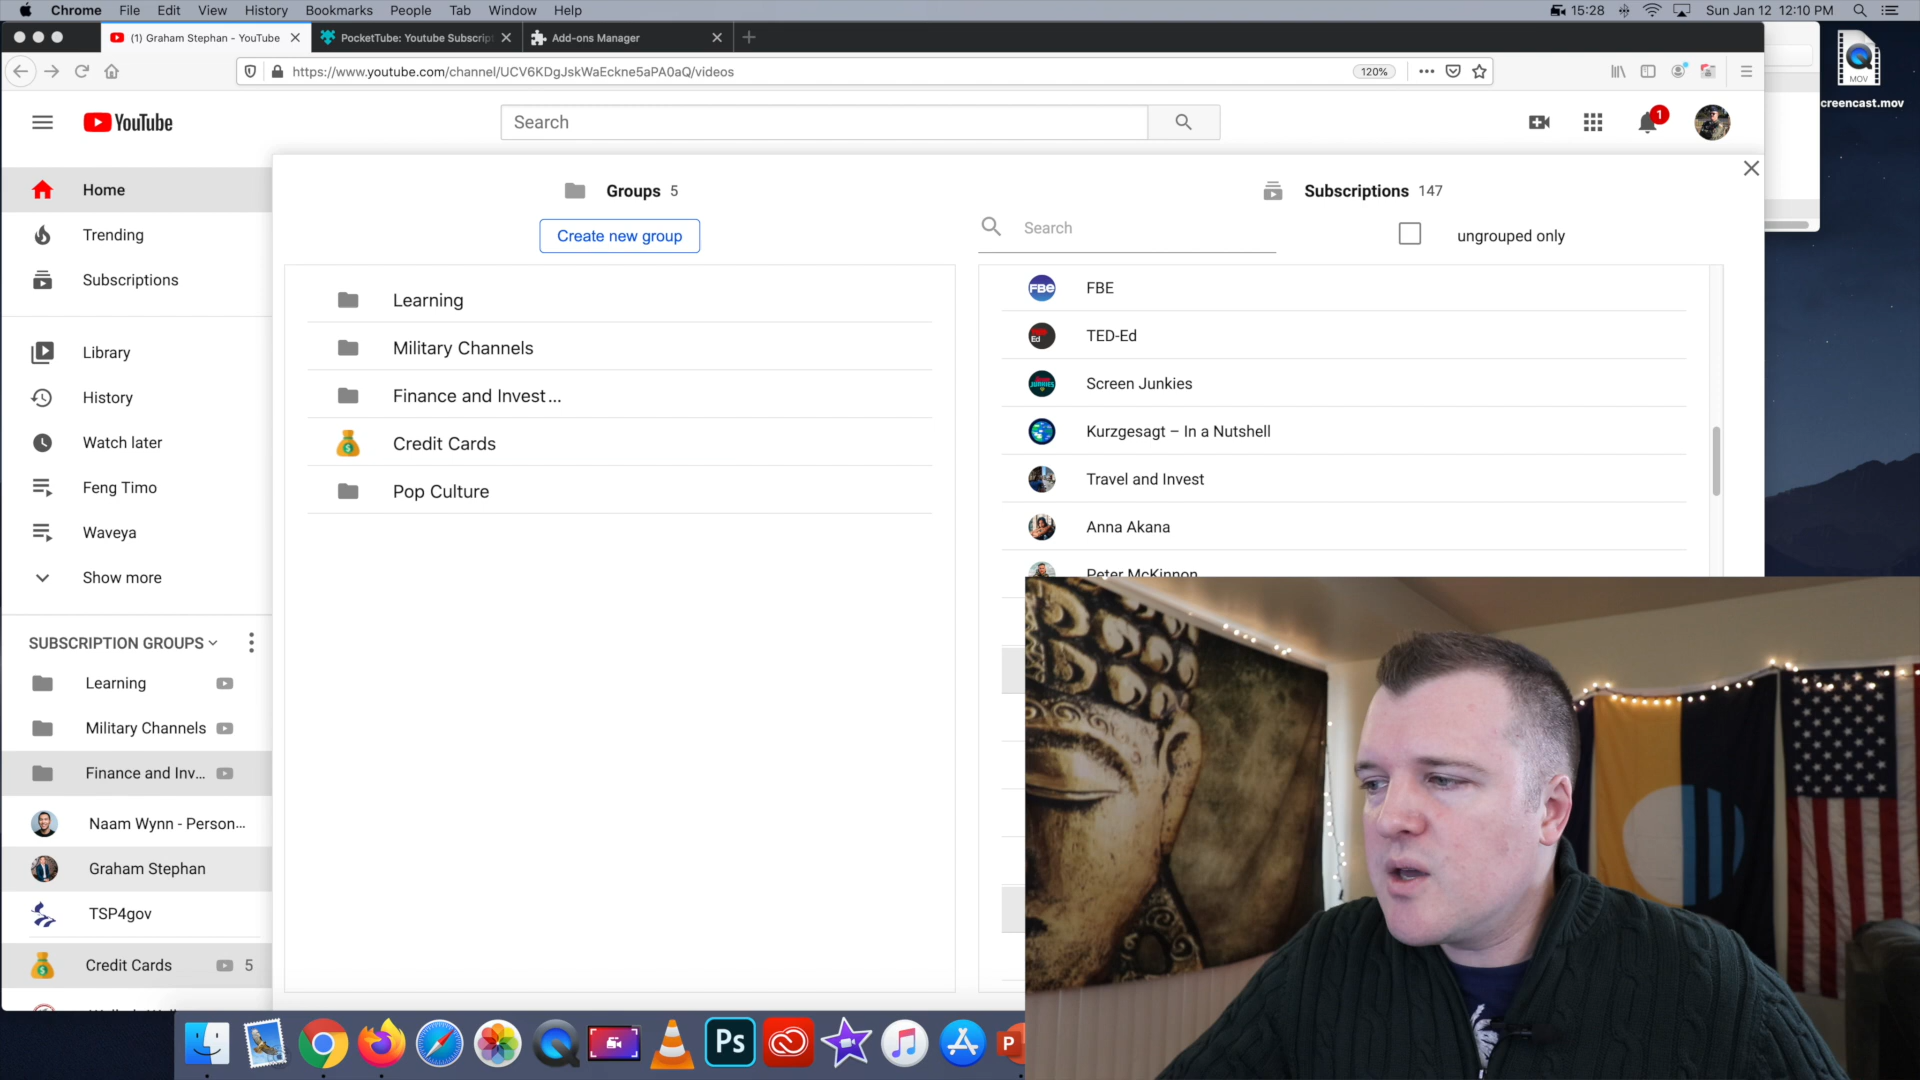 Chrome File Edit View History Bookmarks People Tab Window Help
15:28 Sun Jan 12 12:10 PM
(1) Graham Stephan - YouTube
PocketTube: Youtube Subscrip
Add-ons Manager
https://www.youtube.com/channel/UCV6KDgJskWaEckne5aPA0aQ/videos
120%
MOV
creencast.mov
YouTube
Search
1
Home
Trending
Subscriptions
Library
History
Watch later
Feng Timo
Waveya
Show more
SUBSCRIPTION GROUPS
Learning
Military Channels
Finance and Inv...
Naam Wynn - Person...
Graham Stephan
TSP4gov
Credit Cards 5
Groups 5
Create new group
Learning
Military Channels
Finance and Invest...
Credit Cards
Pop Culture
Subscriptions 147
Search
ungrouped only
FBE
FBE
Ed
TED-Ed
Screen Junkies
Kurzgesagt – In a Nutshell
Travel and Invest
Anna Akana
Peter McKinnon
Ps
P